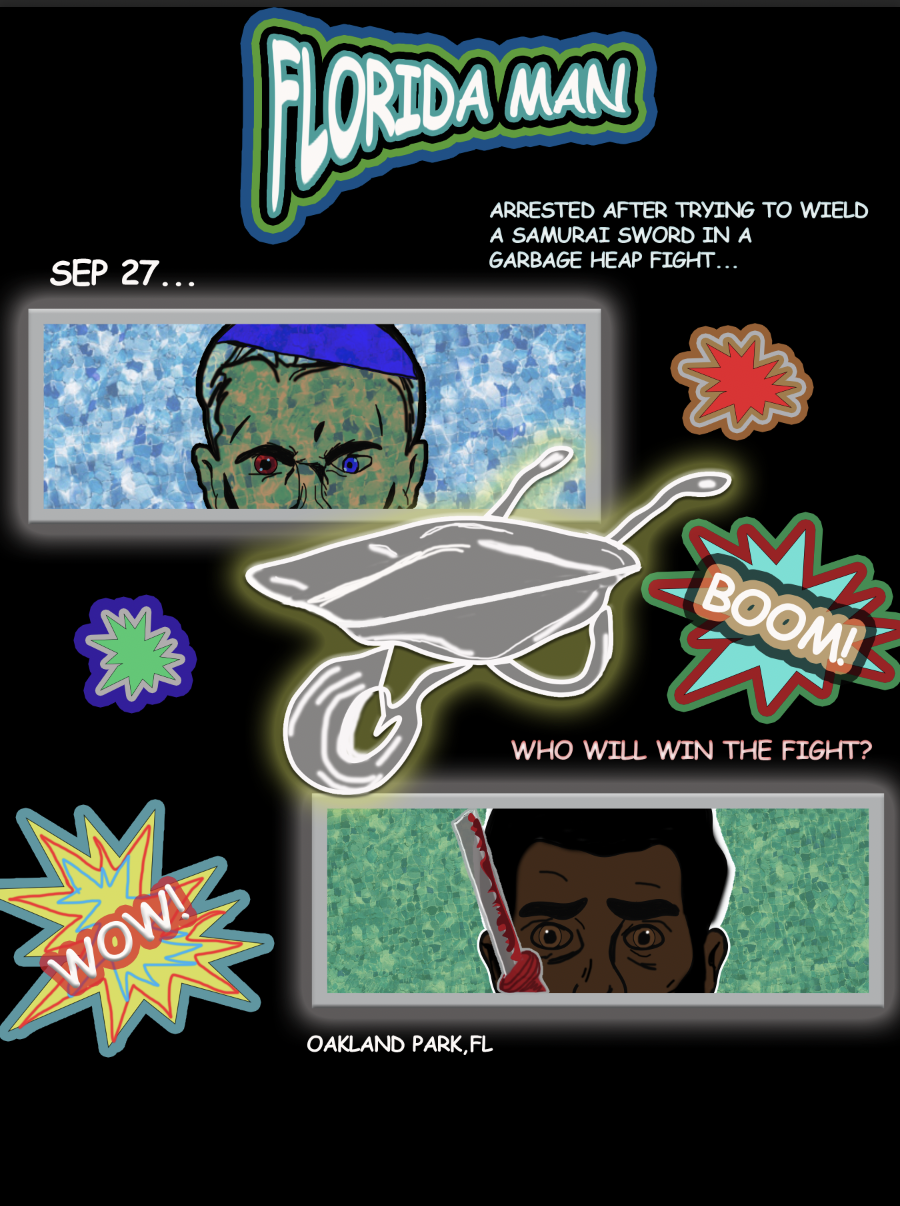 FLORIDA MAN
ARRESTED AFTER TRYING TO WIELD
A SAMURAI SWORD IN A
GARBAGE HEAP FIGHT...
SEP 27...
BOOM!
WHO WILL WIN THE FIGHT?
WOW!
OAKLAND PARK,FL